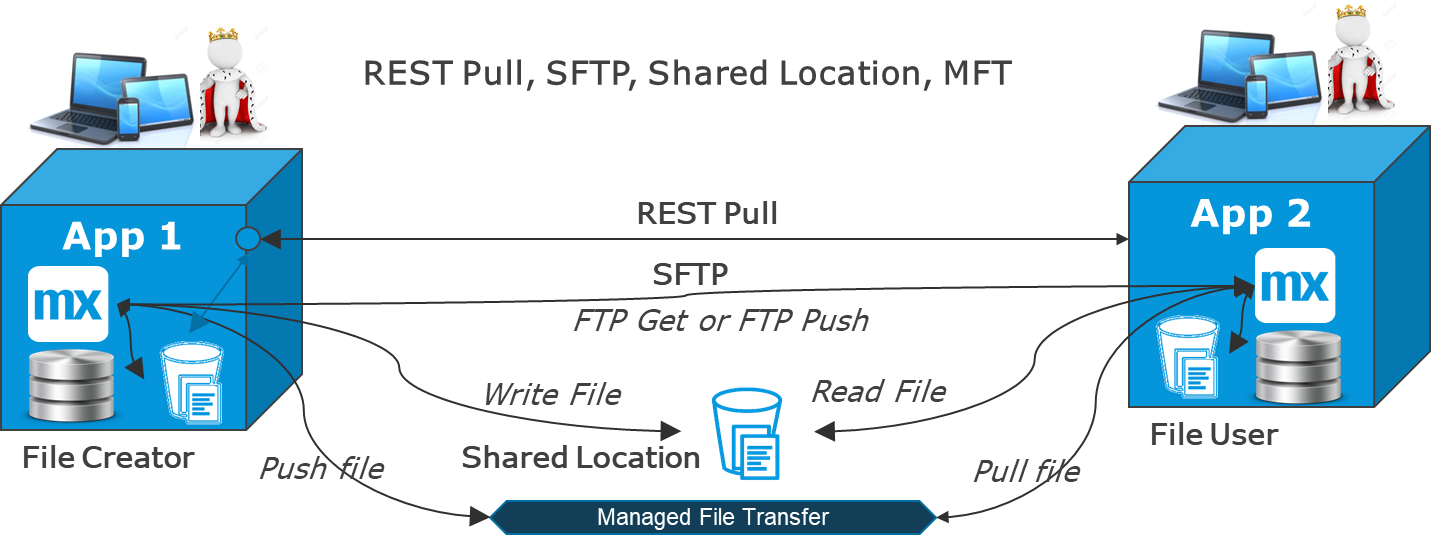 REST Pull, SFTP, Shared Location, MFT
App 1
App 2
REST Pull
SFTP
FTP Get or FTP Push
mx
mx
Write File
Read File
File Creator
Push file
Shared Location
Pull file
File User
Managed File Transfer